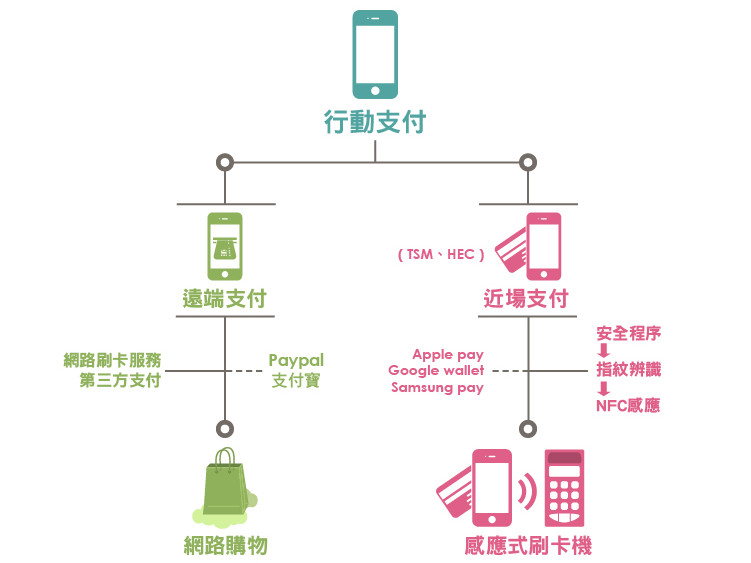 行動支付
遠端支付
網路刷卡服務
第三方支付
Paypal
支付寶
網路購物
( TSM、HEC )
近場支付
Apple pay
Google wallet
Samsung pay
安全程序
指紋辨識
NFC感應
感應式刷卡機